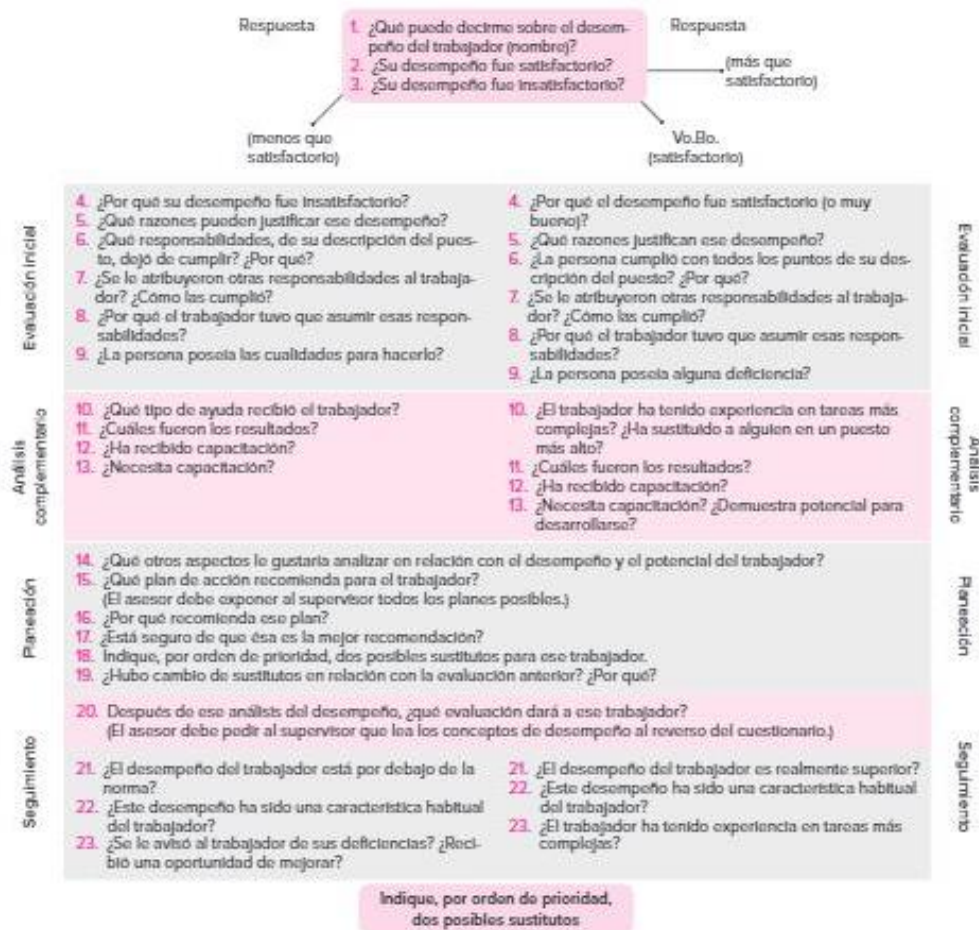 Respuesta
1. ¿Qué puede decirme sobre el desem-
peño del trabajador (nombre)?
2. ¿Su desempeño fue satisfactorio?
3. ¿Su desempeño fue insatisfactorio?
Respuesta
(más que
satisfactorio)
(menos que
satisfactorio)
Vo.Bo.
(satisfactorio)
Evaluación inicial
4. ¿Por qué su desempeño fue insatisfactorio?
5. ¿Qué razones pueden justificar ese desempeño?
6. ¿Qué responsabilidades, de su descripción del pues-
to, dejó de cumplir? ¿Por qué?
7. ¿Se le atribuyeron otras responsabilidades al trabaja-
dor? ¿Cómo las cumplió?
8. ¿Por qué el trabajador tuvo que asumir esas respon-
sabilidades?
9. ¿La persona poseía las cualidades para hacerlo?
4. ¿Por qué el desempeño fue satisfactorio (o muy
bueno)?
5. ¿Qué razones justifican ese desempeño?
6. ¿La persona cumplió con todos los puntos de su des-
cripción del puesto? ¿Por qué?
7. ¿Se le atribuyeron otras responsabilidades al trabaja-
dor? ¿Cómo las cumplió?
8. ¿Por qué el trabajador tuvo que asumir esas respon-
sabilidades?
9. ¿La persona poseía alguna deficiencia?
Evaluación inicial
Análisis
complementario
10. ¿Qué tipo de ayuda recibió el trabajador?
11. ¿Cuáles fueron los resultados?
12. ¿Ha recibido capacitación?
13. ¿Necesita capacitación?
10. ¿El trabajador ha tenido experiencia en tareas más
complejas? ¿Ha sustituido a alguien en un puesto
más alto?
11. ¿Cuáles fueron los resultados?
12. ¿Ha recibido capacitación?
13. ¿Necesita capacitación? ¿Demuestra potencial para
desarrollarse?
Análisis
complementario
Planeación
14. ¿Qué otros aspectos le gustaría analizar en relación con el desempeño y el potencial del trabajador?
15. ¿Qué plan de acción recomienda para el trabajador?
(El asesor debe exponer al supervisor todos los planes posibles.)
16. ¿Por qué recomienda ese plan?
17. ¿Está seguro de que ésa es la mejor recomendación?
18. Indique, por orden de prioridad, dos posibles sustitutos para ese trabajador.
19. ¿Hubo cambio de sustitutos en relación con la evaluación anterior? ¿Por qué?
Planeación
Seguimiento
20. Después de ese análisis del desempeño, ¿qué evaluación dará a ese trabajador?
(El asesor debe pedir al supervisor que lea los conceptos de desempeño al reverso del cuestionario.)
21. ¿El desempeño del trabajador está por debajo de la
norma?
22. ¿Este desempeño ha sido una característica habitual
del trabajador?
23. ¿Se le avisó al trabajador de sus deficiencias? ¿Reci-
bió una oportunidad de mejorar?
21. ¿El desempeño del trabajador es realmente superior?
22. ¿Este desempeño ha sido una característica habitual
del trabajador?
23. ¿El trabajador ha tenido experiencia en tareas más
complejas?
Seguimiento
Indique, por orden de prioridad,
dos posibles sustitutos